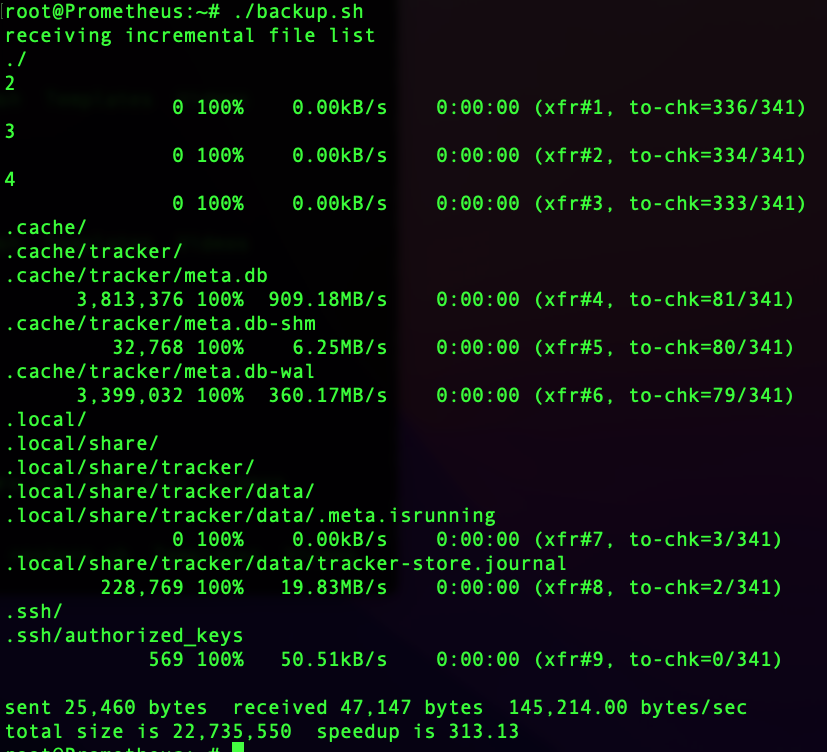 [root@Prometheus:~# ./backup.sh
receiving incremental file list
./
2
              0 100%    0.00kB/s    0:00:00 (xfr#1, to-chk=336/341)
3
              0 100%    0.00kB/s    0:00:00 (xfr#2, to-chk=334/341)
4
              0 100%    0.00kB/s    0:00:00 (xfr#3, to-chk=333/341)
.cache/
.cache/tracker/
.cache/tracker/meta.db
      3,813,376 100%  909.18MB/s    0:00:00 (xfr#4, to-chk=81/341)
.cache/tracker/meta.db-shm
         32,768 100%    6.25MB/s    0:00:00 (xfr#5, to-chk=80/341)
.cache/tracker/meta.db-wal
      3,399,032 100%  360.17MB/s    0:00:00 (xfr#6, to-chk=79/341)
.local/
.local/share/
.local/share/tracker/
.local/share/tracker/data/
.local/share/tracker/data/.meta.isrunning
              0 100%    0.00kB/s    0:00:00 (xfr#7, to-chk=3/341)
.local/share/tracker/data/tracker-store.journal
        228,769 100%   19.83MB/s    0:00:00 (xfr#8, to-chk=2/341)
.ssh/
.ssh/authorized_keys
            569 100%   50.51kB/s    0:00:00 (xfr#9, to-chk=0/341)

sent 25,460 bytes  received 47,147 bytes  145,214.00 bytes/sec
total size is 22,735,550  speedup is 313.13
root@Prometheus:~#